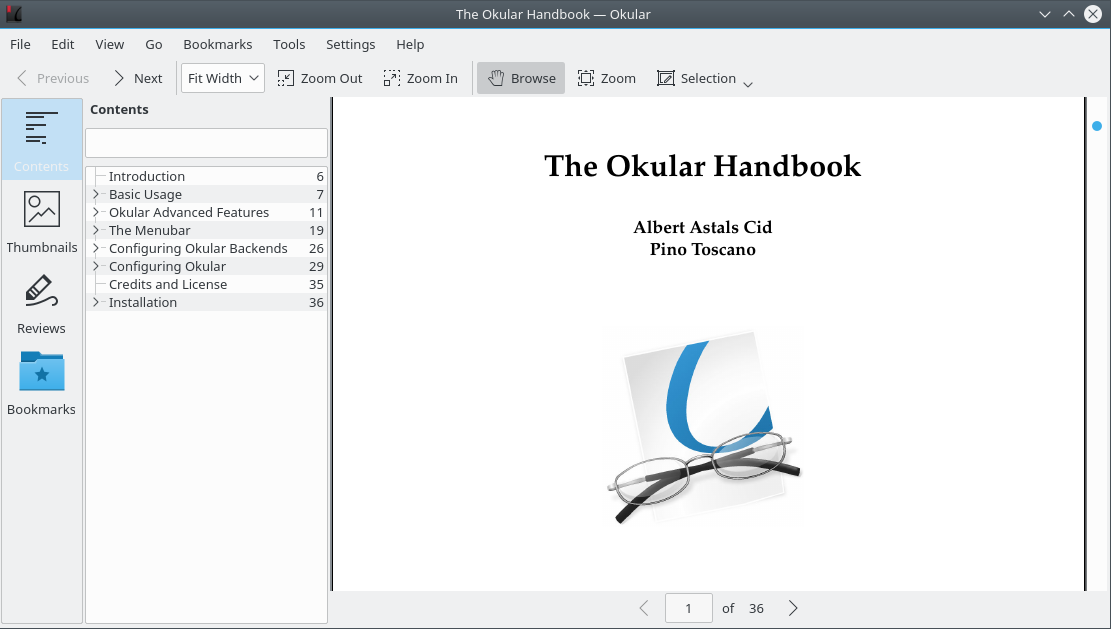 The Okular Handbook — Okular
File Edit View Go Bookmarks Tools Settings Help
Previous Next Fit Width Zoom Out Zoom In Browse Zoom Selection
Contents
Thumbnails
Reviews
Bookmarks
Contents
Introduction 6
Basic Usage 7
Okular Advanced Features 11
The Menubar 19
Configuring Okular Backends 26
Configuring Okular 29
Credits and License 35
Installation 36
The Okular Handbook
Albert Astals Cid
Pino Toscano
1 of 36